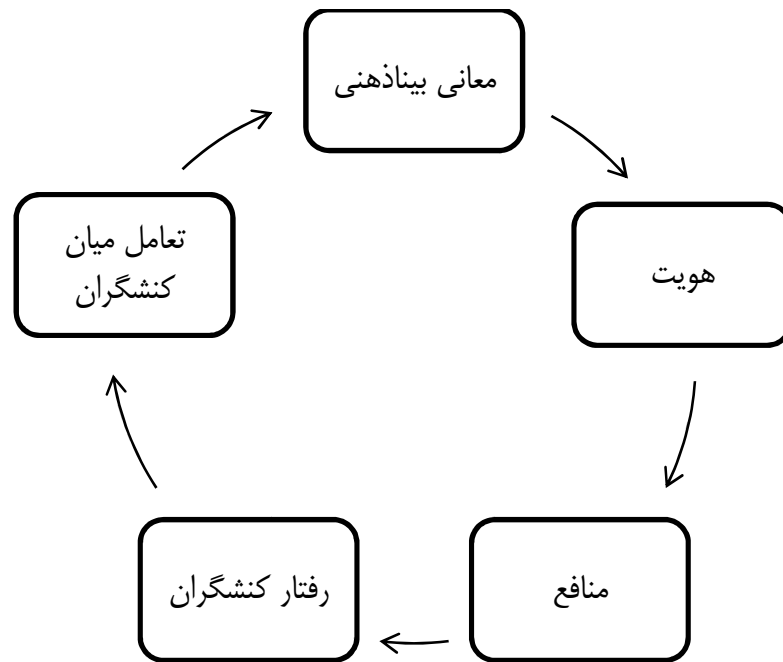 معانی بیناذهنی
هویت
منافع
رفتار کنشگران
تعامل میان
کنشگران